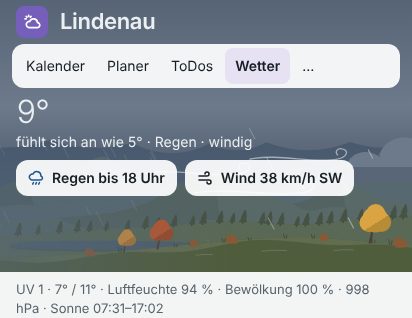 Lindenau
Kalender Planer ToDos Wetter ...
9°
fühlt sich an wie 5° · Regen · windig
Regen bis 18 Uhr Wind 38 km/h SW
UV 1 · 7° / 11° · Luftfeuchte 94 % · Bewölkung 100 % · 998
hPa · Sonne 07:31–17:02